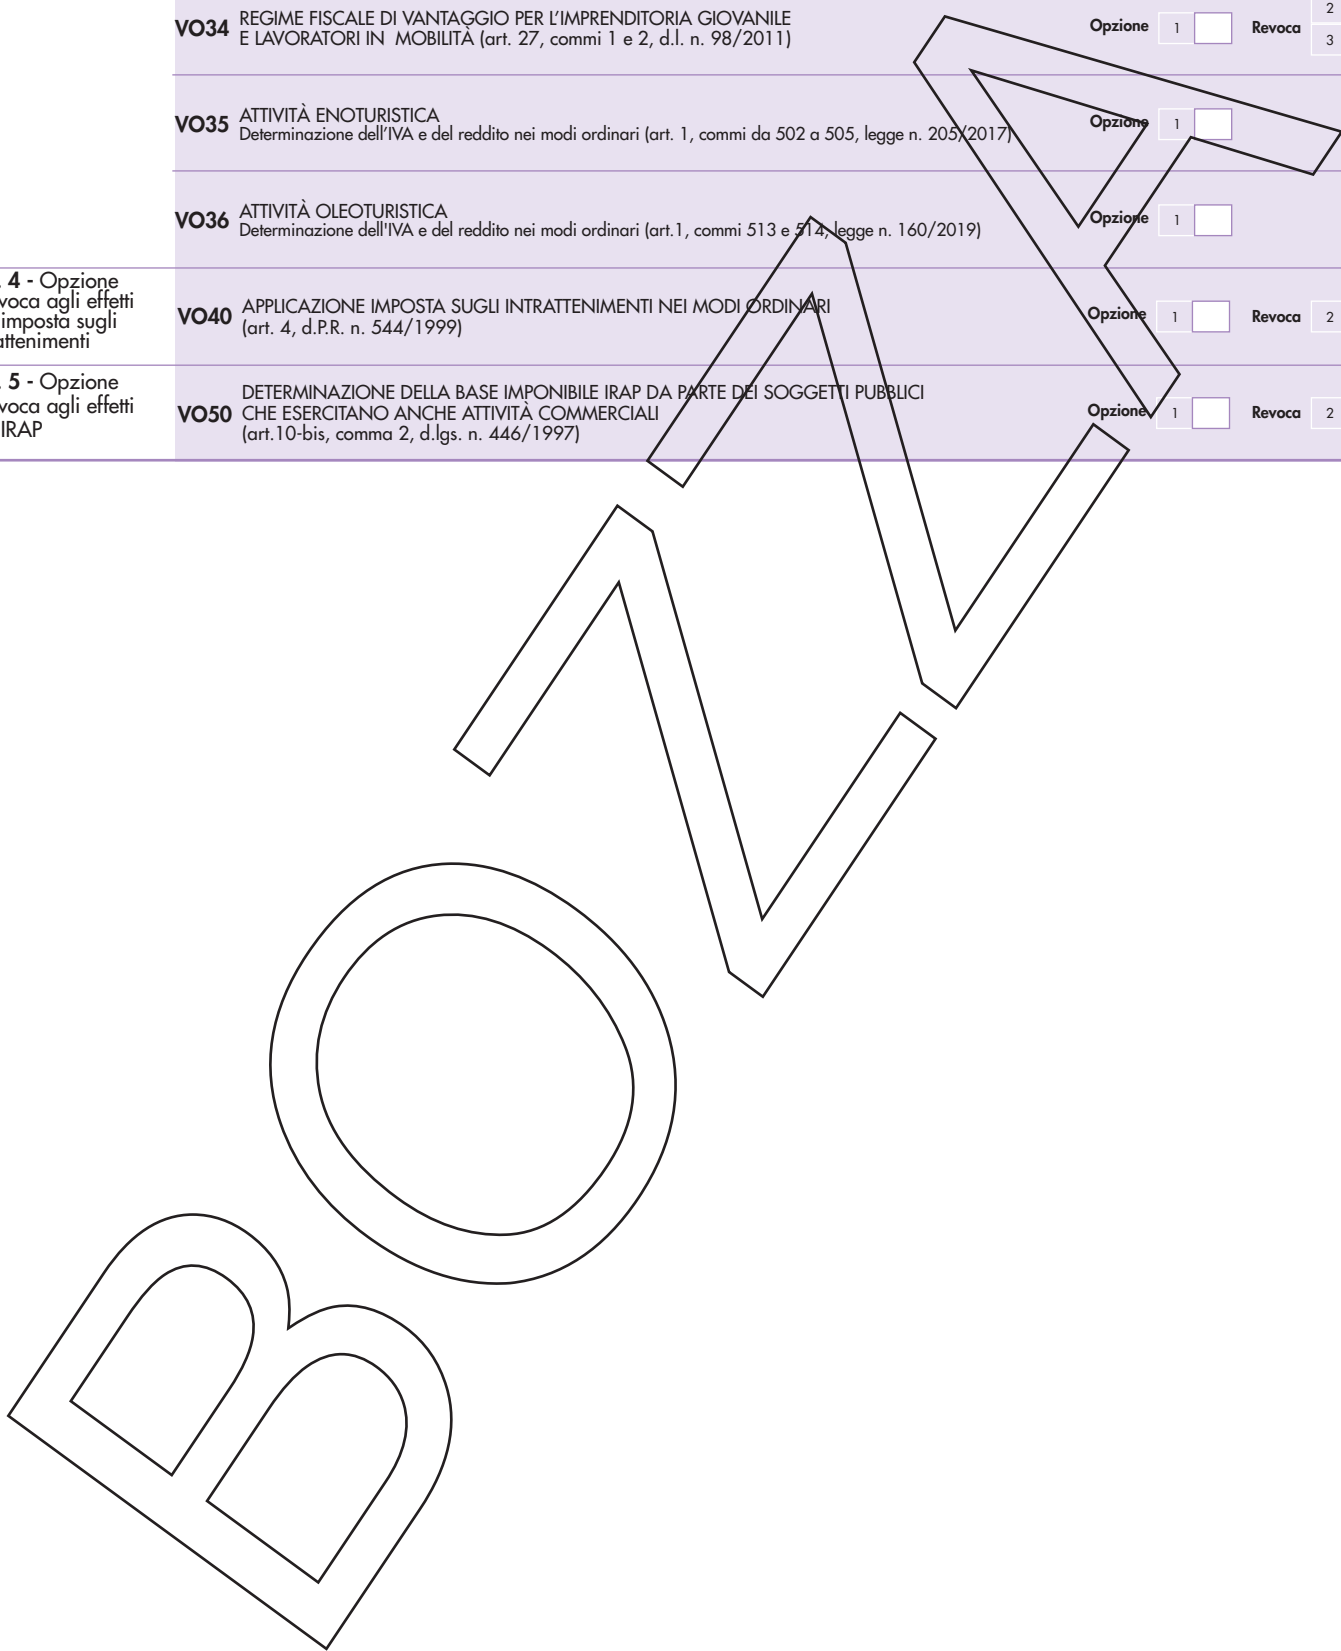 VO34 REGIME FISCALE DI VANTAGGIO PER L'IMPRENDITORIA GIOVANILE
E LAVORATORI IN MOBILITÀ (art. 27, commi 1 e 2, d.l. n. 98/2011)
Opzione 1 Revoca 2
3
VO35 ATTIVITÀ ENOTURISTICA
Determinazione dell'IVA e del reddito nei modi ordinari (art. 1, commi da 502 a 505, legge n. 205/2017)
Opzione 1
VO36 ATTIVITÀ OLEOTURISTICA
Determinazione dell'IVA e del reddito nei modi ordinari (art.1, commi 513 e 514, legge n. 160/2019)
Opzione 1
. 4 - Opzione
voca agli effetti
imposta sugli
attenimenti
VO40 APPLICAZIONE IMPOSTA SUGLI INTRATTENIMENTI NEI MODI ORDINARI
(art. 4, d.P.R. n. 544/1999)
Opzione 1 Revoca 2
. 5 - Opzione
voca agli effetti
IRAP
VO50 DETERMINAZIONE DELLA BASE IMPONIBILE IRAP DA PARTE DEI SOGGETTI PUBBLICI
CHE ESERCITANO ANCHE ATTIVITÀ COMMERCIALI
(art.10-bis, comma 2, d.lgs. n. 446/1997)
Opzione 1 Revoca 2
BOZZA